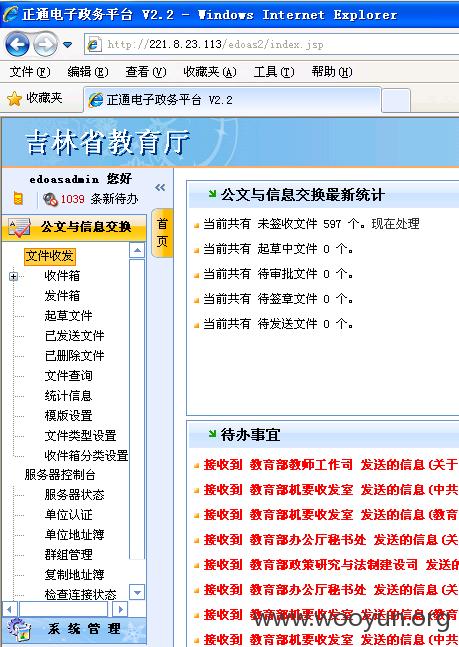 正通电子政务平台 V2.2 - Windows Internet Explorer
http://221.8.23.113/edoas2/index.jsp
文件(F) 编辑(E) 查看(V) 收藏夹(A) 工具(T) 帮助(H)
收藏夹 正通电子政务平台 V2.2
吉林省教育厅
edoasadmin 您好
1039 条新待办
公文与信息交换
文件收发
收件箱
发件箱
起草文件
已发送文件
已删除文件
文件查询
统计信息
模版设置
文件类型设置
收件箱分类设置
服务器控制台
服务器状态
单位认证
单位地址簿
群组管理
复制地址簿
检查连接状态
系统管理
首页
公文与信息交换最新统计
当前共有 未签收文件 597 个。现在处理
当前共有 起草中文件 0 个。
当前共有 待审批文件 0 个。
当前共有 待签章文件 0 个。
当前共有 待发送文件 0 个。
待办事宜
接收到 教育部教师工作司 发送的信息(关于
接收到 教育部机要收发室 发送的信息(中共
接收到 教育部机要收发室 发送的信息(教育
接收到 教育部办公厅秘书处 发送的信息(关
接收到 教育部政策研究与法制建设司 发送的
接收到 教育部办公厅秘书处 发送的信息(关
接收到 教育部机要收发室 发送的信息(教育
接收到 教育部机要收发室 发送的信息(中共
www.wooyun.org